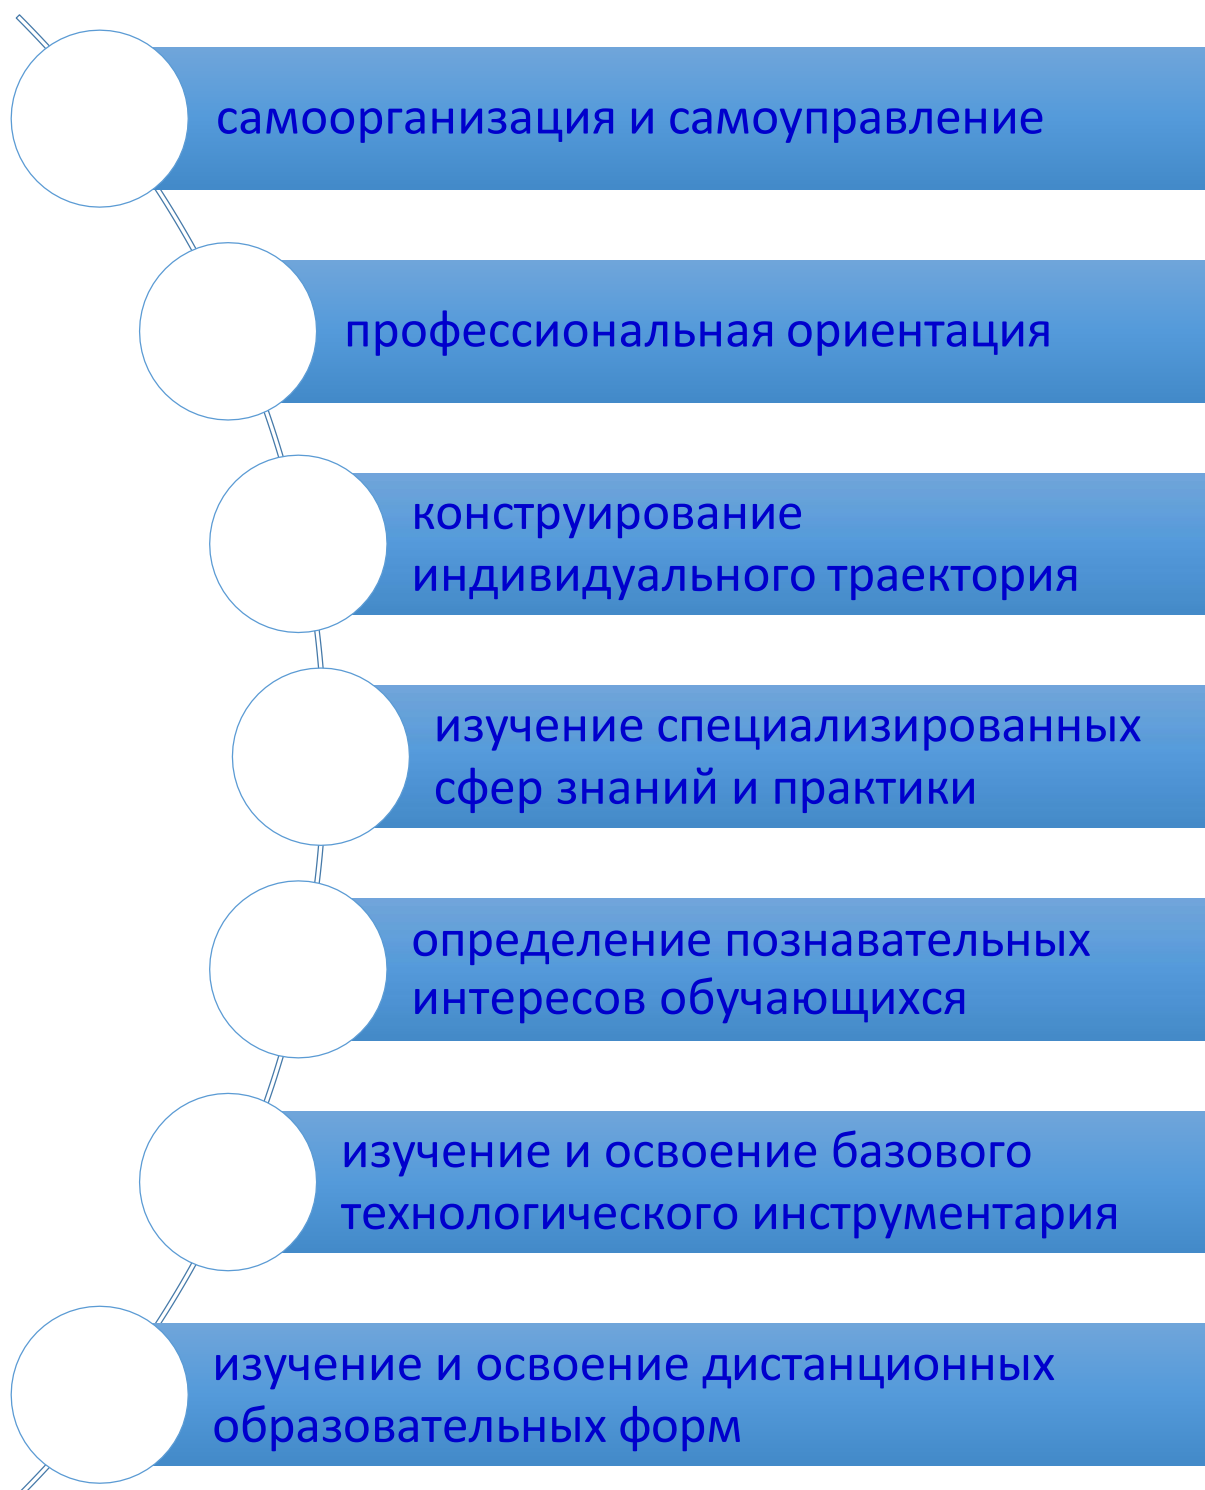 самоорганизация и самоуправление
профессиональная ориентация
конструирование
индивидуального траектория
изучение специализированных
сфер знаний и практики
определение познавательных
интересов обучающихся
изучение и освоение базового
технологического инструментария
изучение и освоение дистанционных
образовательных форм